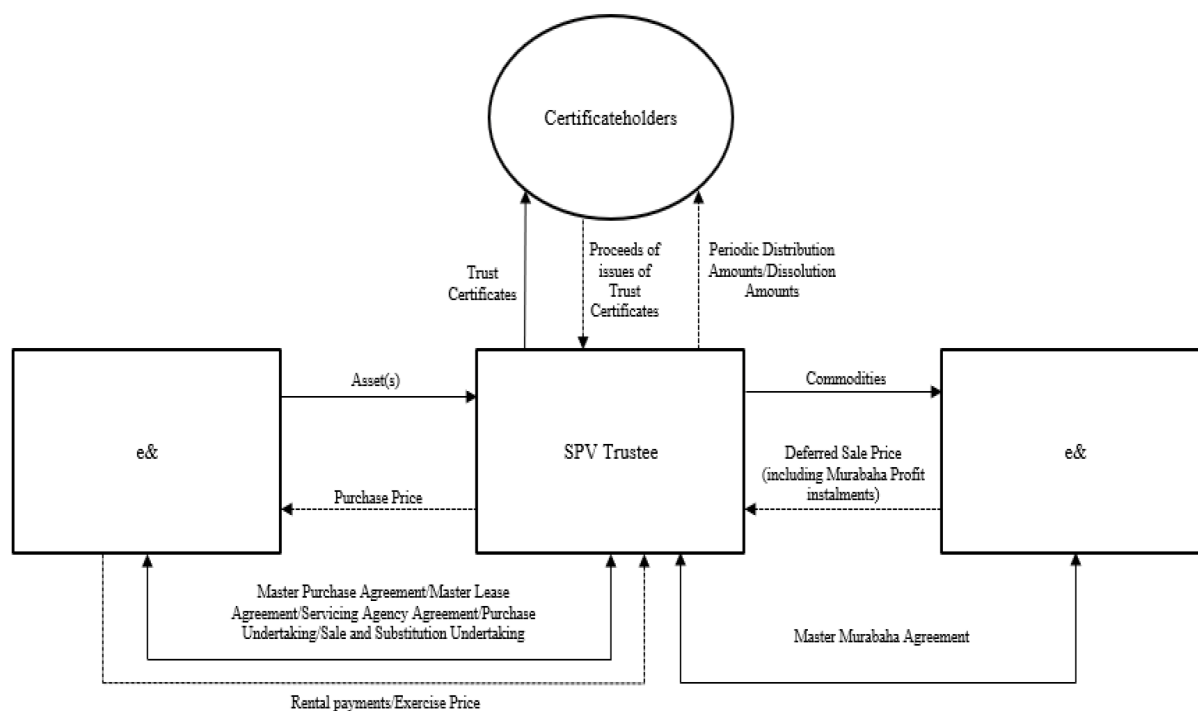 Certificateholders
Trust
Certificates
Proceeds of
issues of
Trust
Certificates
Periodic Distribution
Amounts/Dissolution
Amounts
e&
Asset(s)
Purchase Price
SPV Trustee
Commodities
Deferred Sale Price
(including Murabaha Profit
instalments)
e&
Master Purchase Agreement/Master Lease
Agreement/Servicing Agency Agreement/Purchase
Undertaking/Sale and Substitution Undertaking
Master Murabaha Agreement
Rental payments/Exercise Price